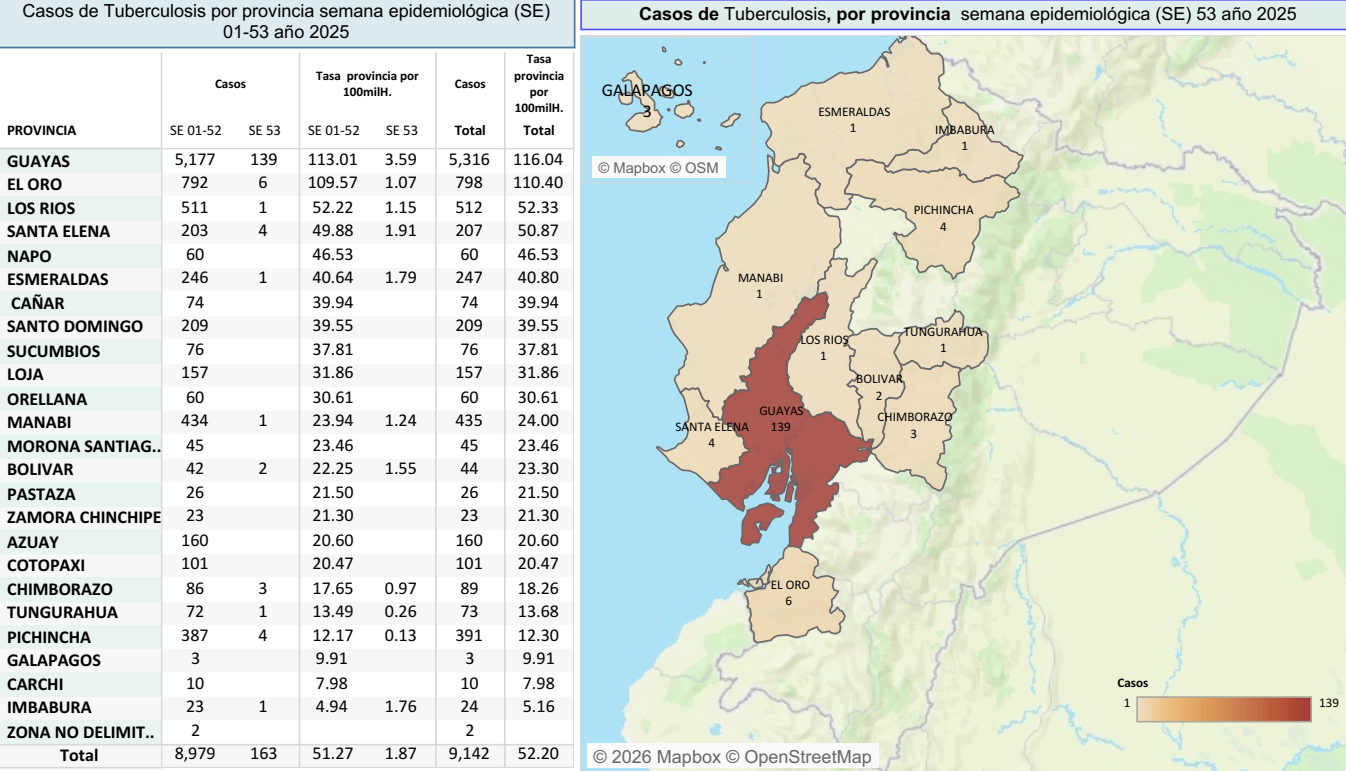 Casos de Tuberculosis por provincia semana epidemiológica (SE)
01-53 año 2025
Casos Tasa provincia por 100milH. Casos Tasa provincia por 100milH.
PROVINCIA SE 01-52 SE 53 SE 01-52 SE 53 Total Total
GUAYAS 5,177 139 113.01 3.59 5,316 116.04
EL ORO 792 6 109.57 1.07 798 110.40
LOS RIOS 511 1 52.22 1.15 512 52.33
SANTA ELENA 203 4 49.88 1.91 207 50.87
NAPO 60 46.53 60 46.53
ESMERALDAS 246 1 40.64 1.79 247 40.80
CAÑAR 74 39.94 74 39.94
SANTO DOMINGO 209 39.55 209 39.55
SUCUMBIOS 76 37.81 76 37.81
LOJA 157 31.86 157 31.86
ORELLANA 60 30.61 60 30.61
MANABI 434 1 23.94 1.24 435 24.00
MORONA SANTIAG.. 45 23.46 45 23.46
BOLIVAR 42 2 22.25 1.55 44 23.30
PASTAZA 26 21.50 26 21.50
ZAMORA CHINCHIPE 23 21.30 23 21.30
AZUAY 160 20.60 160 20.60
COTOPAXI 101 20.47 101 20.47
CHIMBORAZO 86 3 17.65 0.97 89 18.26
TUNGURAHUA 72 1 13.49 0.26 73 13.68
PICHINCHA 387 4 12.17 0.13 391 12.30
GALAPAGOS 3 9.91 3 9.91
CARCHI 10 7.98 10 7.98
IMBABURA 23 1 4.94 1.76 24 5.16
ZONA NO DELIMIT.. 2 2
Total 8,979 163 51.27 1.87 9,142 52.20
Casos de Tuberculosis, por provincia semana epidemiológica (SE) 53 año 2025
GALAPAGOS
3
© Mapbox © OSM
ESMERALDAS
1
IMBABURA
1
PICHINCHA
4
MANABI
1
TUNGURAHUA
1
LOS RIOS
1
BOLIVAR
2
GUAYAS
139
CHIMBORAZO
3
SANTA ELENA
4
EL ORO
6
Casos
1 139
© 2026 Mapbox © OpenStreetMap